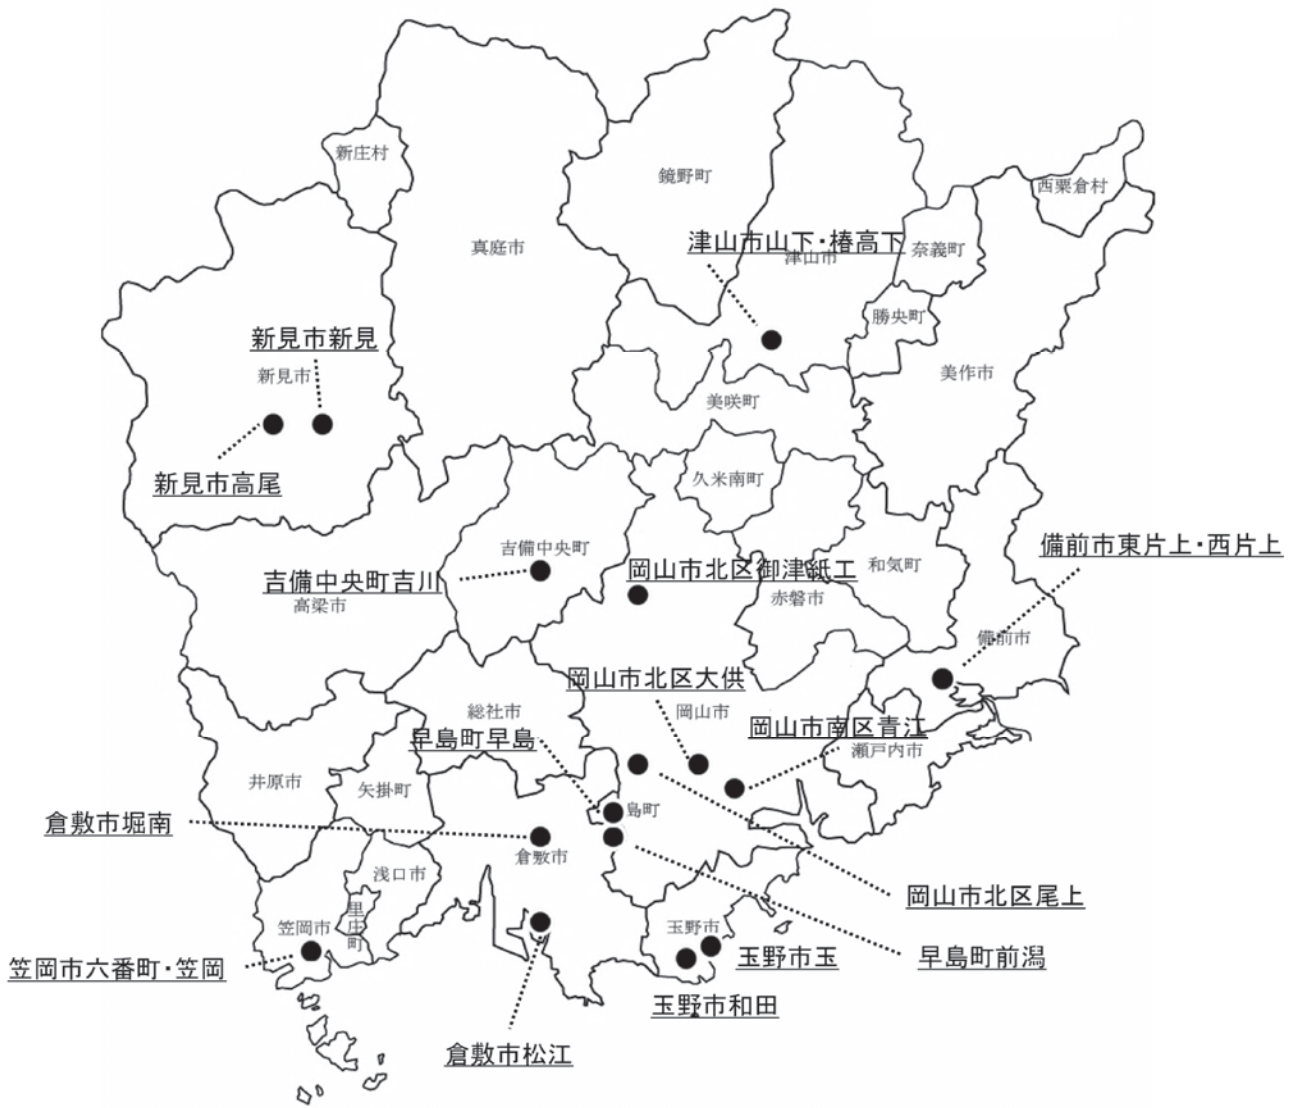 新庄村
西粟倉村
鏡野町
津山市山下・椿高下
奈義町
真庭市
津山市
勝央町
新見市新見
新見市
美作市
美咲町
新見市高尾
久米南町
備前市東片上・西片上
吉備中央町
和気町
岡山市北区御津紙工
吉備中央町吉川
赤磐市
高梁市
備前市
岡山市北区大供
総社市
岡山市
岡山市南区青江
早島町早島
瀬戸内市
井原市
矢掛町
島町
倉敷市堀南
倉敷市
浅口市
岡山市北区尾上
里庄町
笠岡市
玉野市
玉野市玉
早島町前潟
笠岡市六番町・笠岡
玉野市和田
倉敷市松江